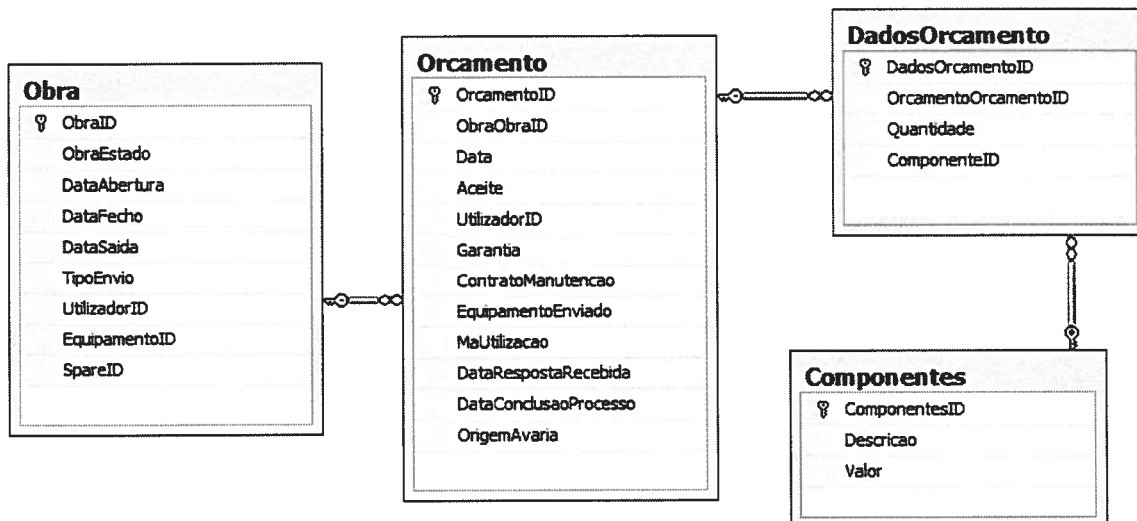 Obra
ObraID
ObraEstado
DataAbertura
DataFecho
DataSaida
TipoEnvio
UtilizadorID
EquipamentoID
SpareID
Orcamento
OrcamentoID
ObraObraID
Data
Aceite
UtilizadorID
Garantia
ContratoManutencao
EquipamentoEnviado
MaUtilizacao
DataRespostaRecebida
DataConclusaoProcesso
OrigemAvaria
DadosOrcamento
DadosOrcamentoID
OrcamentoOrcamentoID
Quantidade
ComponenteID
Componentes
ComponentesID
Descricao
Valor